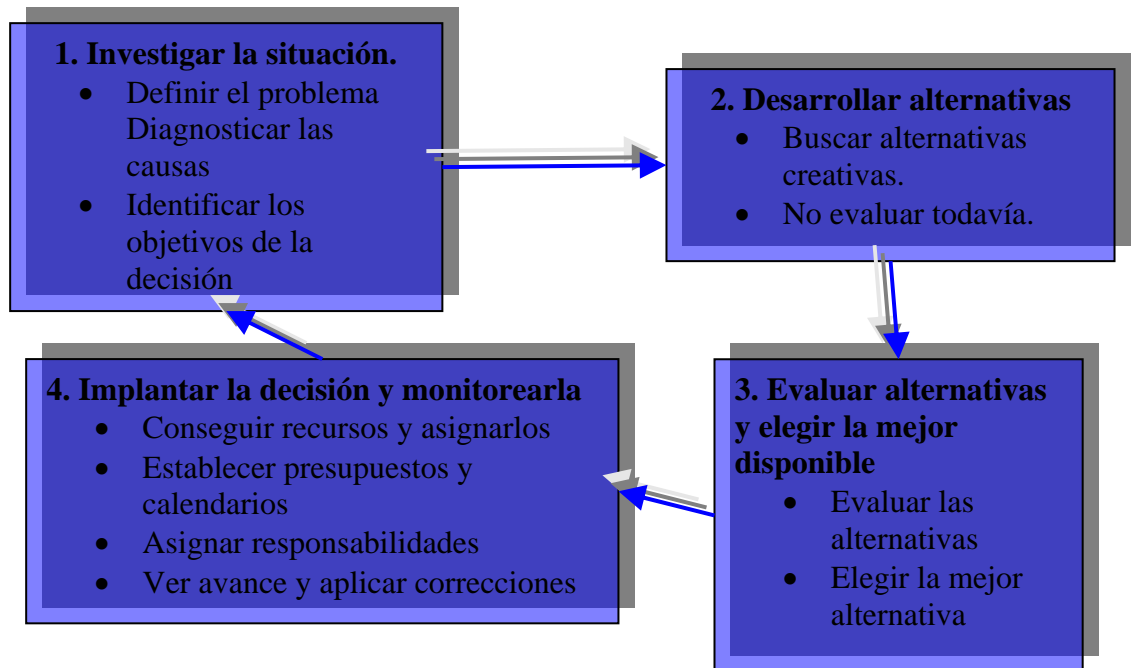 1. Investigar la situación.
• Definir el problema
Diagnosticar las
causas
• Identificar los
objetivos de la
decisión
2. Desarrollar alternativas
• Buscar alternativas
creativas.
• No evaluar todavía.
3. Evaluar alternativas
y elegir la mejor
disponible
• Evaluar las
alternativas
• Elegir la mejor
alternativa
4. Implantar la decisión y monitorearla
• Conseguir recursos y asignarlos
• Establecer presupuestos y
calendarios
• Asignar responsabilidades
• Ver avance y aplicar correcciones